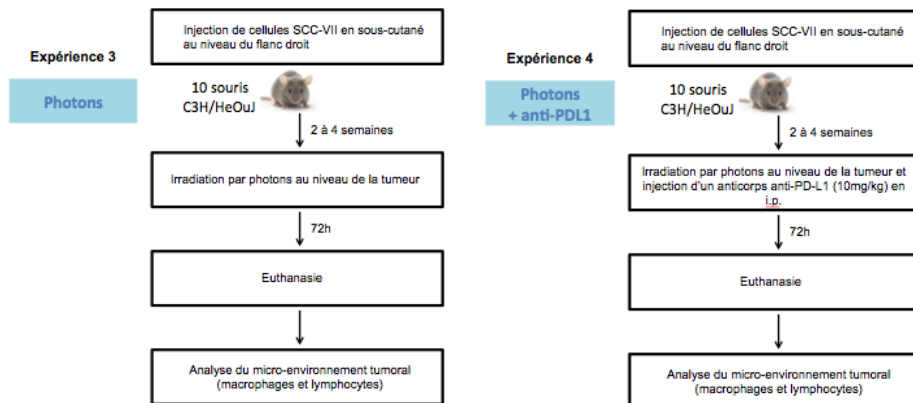 Expérience 3
Photons
Injection de cellules SCC-VII en sous-cutané
au niveau du flanc droit
10 souris
C3H/HeOuJ
2 à 4 semaines
Irradiation par photons au niveau de la tumeur
72h
Euthanasie
Analyse du micro-environnement tumoral
(macrophages et lymphocytes)
Expérience 4
Photons
+ anti-PDL1
Injection de cellules SCC-VII en sous-cutané
au niveau du flanc droit
10 souris
C3H/HeOuJ
2 à 4 semaines
Irradiation par photons au niveau de la tumeur et
injection d'un anticorps anti-PD-L1 (10mg/kg) en
i.p.
72h
Euthanasie
Analyse du micro-environnement tumoral
(macrophages et lymphocytes)